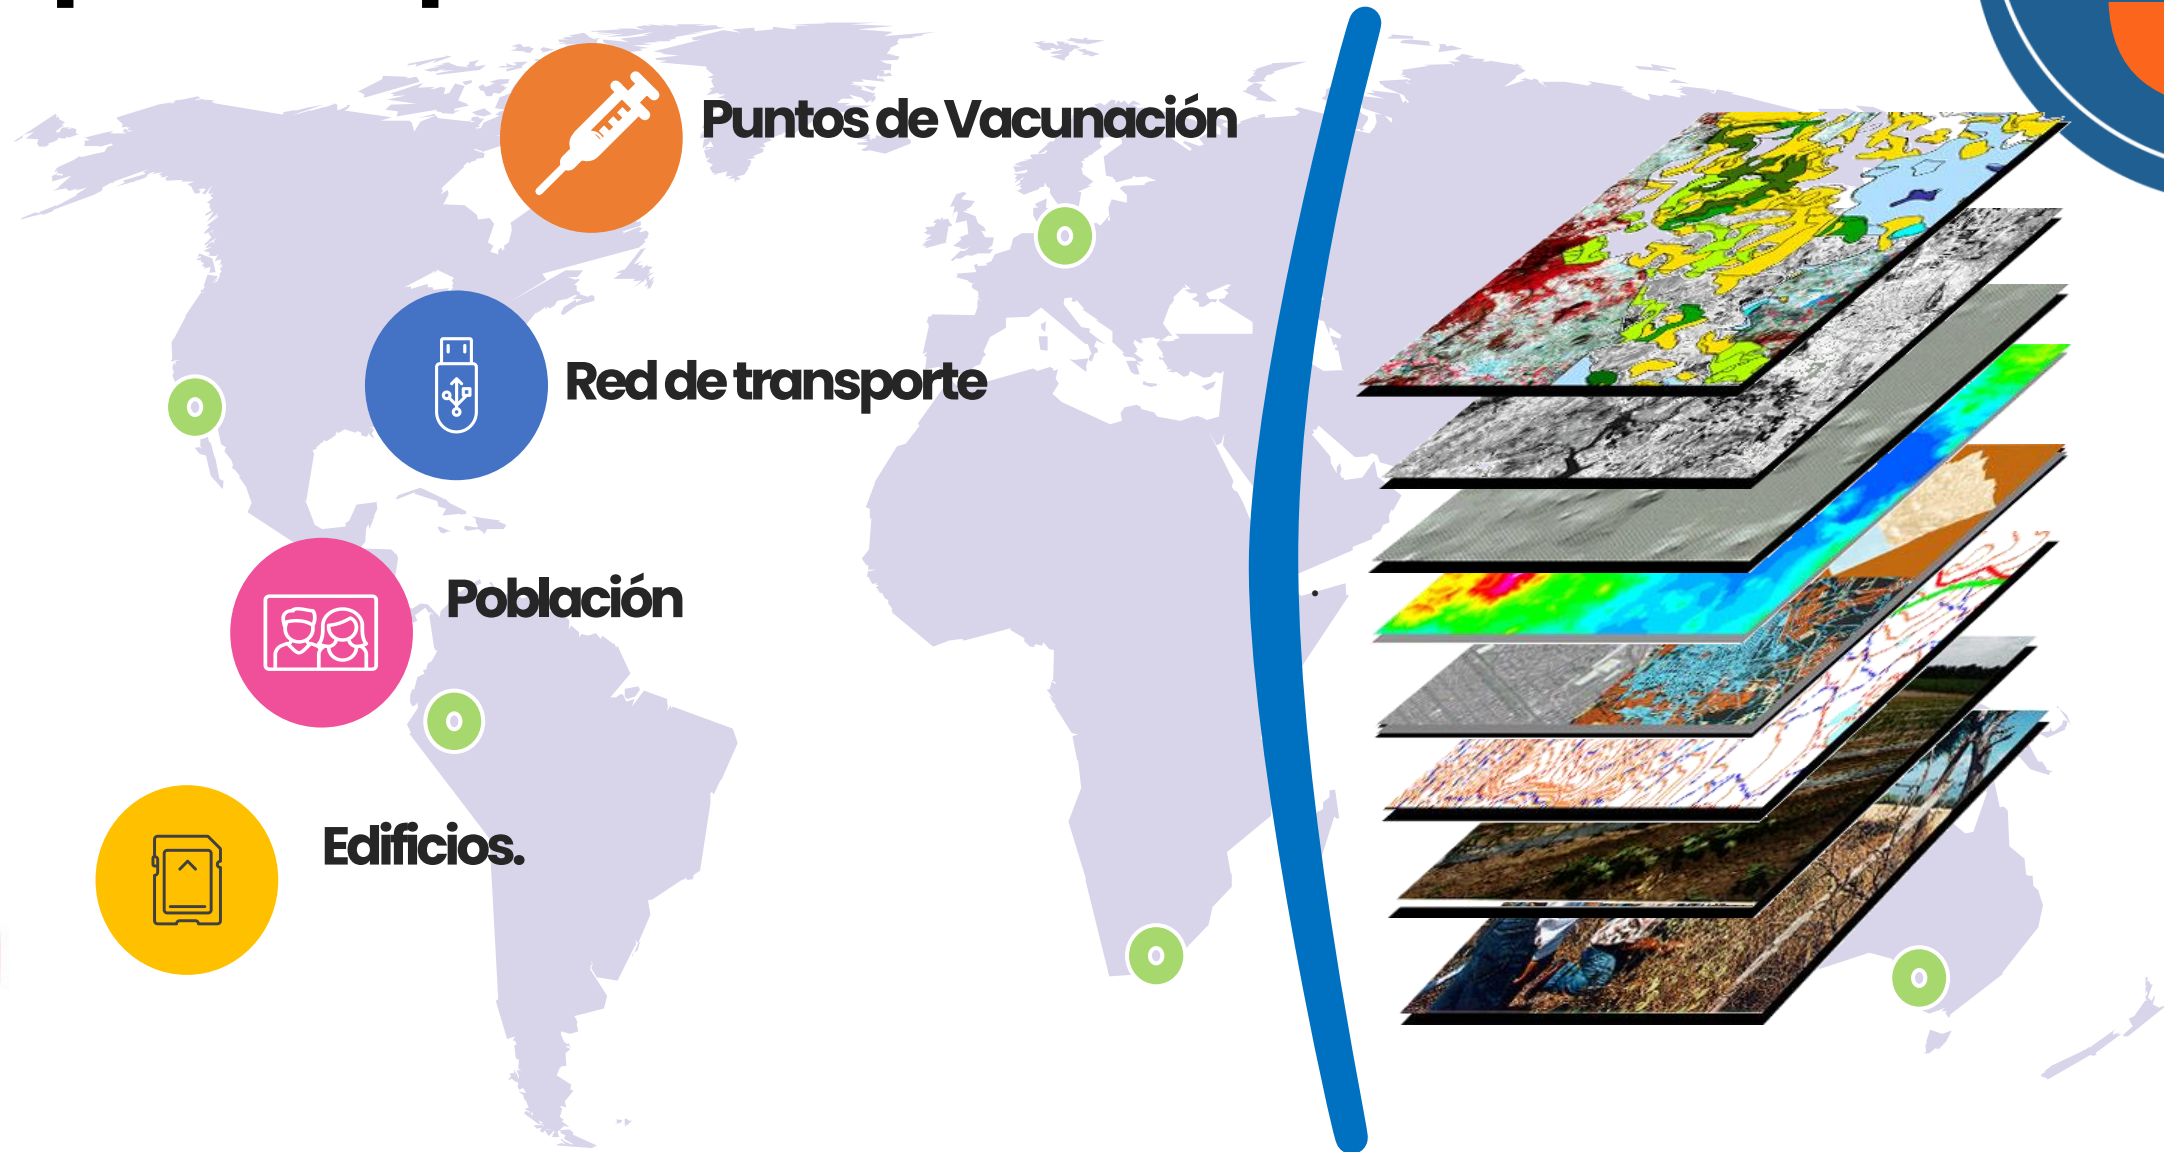 Puntos de Vacunación
Red de transporte
Población
Edificios.